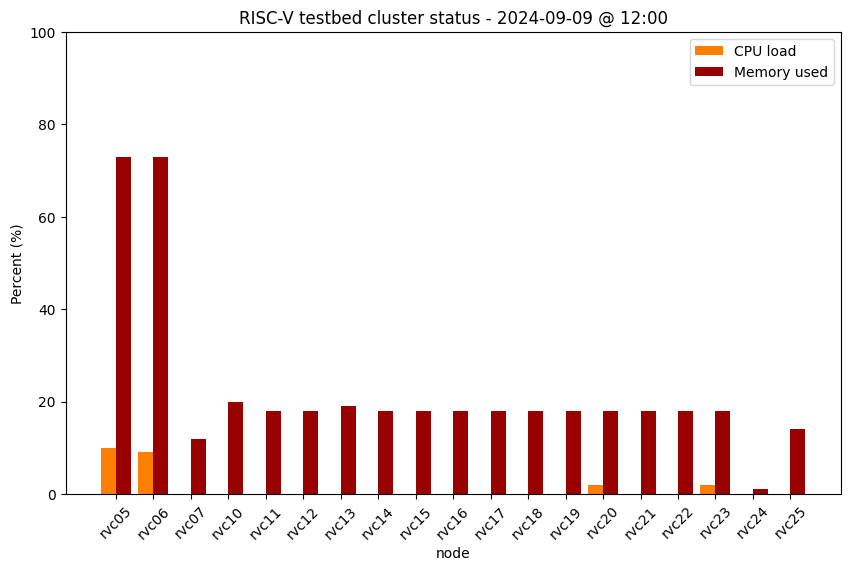 RISC-V testbed cluster status - 2024-09-09 @ 12:00
CPU load
Memory used
Percent (%)
100
80
60
40
20
0
rvc05 rvc06 rvc07 rvc10 rvc11 rvc12 rvc13 rvc14 rvc15 rvc16 rvc17 rvc18 rvc19 rvc20 rvc21 rvc22 rvc23 rvc24 rvc25
node